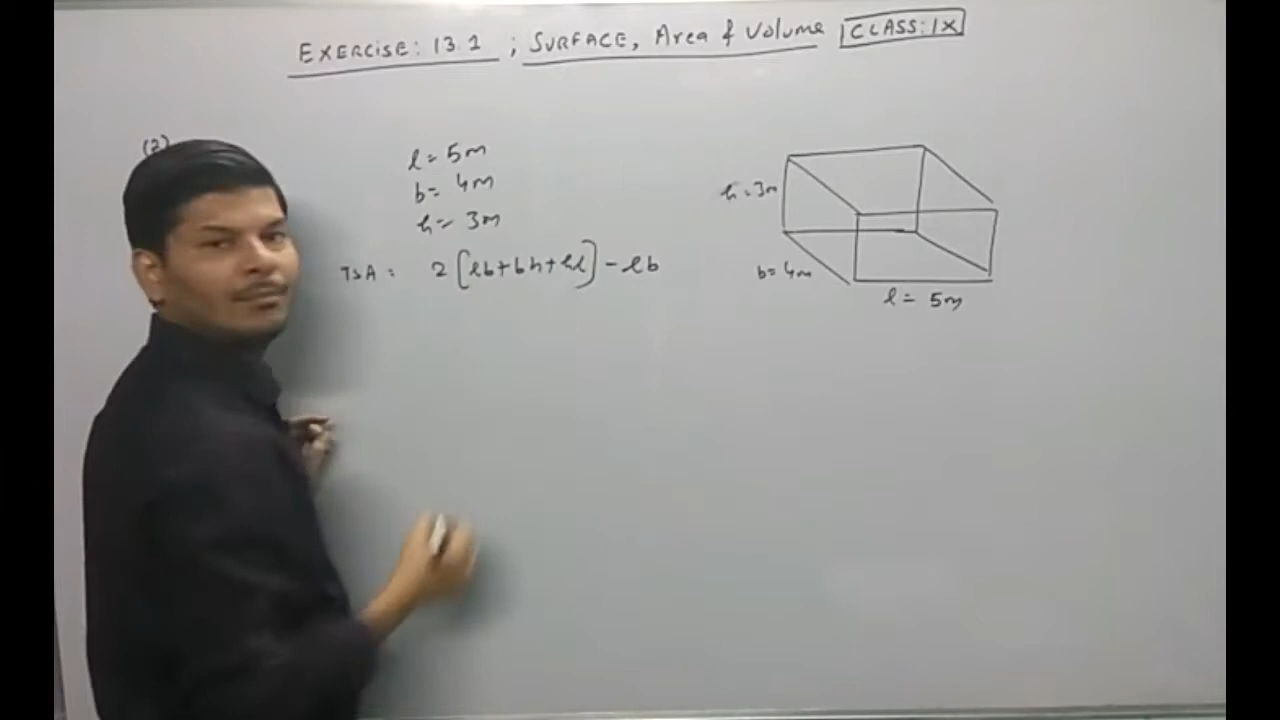 EXERCISE: 13.1 ; SURFACE, Area & Volume CLASS: IX
(2)
l = 5m
b = 4m
h = 3m
TSA = 2 [lb+bh+hl] - lb
h = 3m
b = 4m
l = 5m